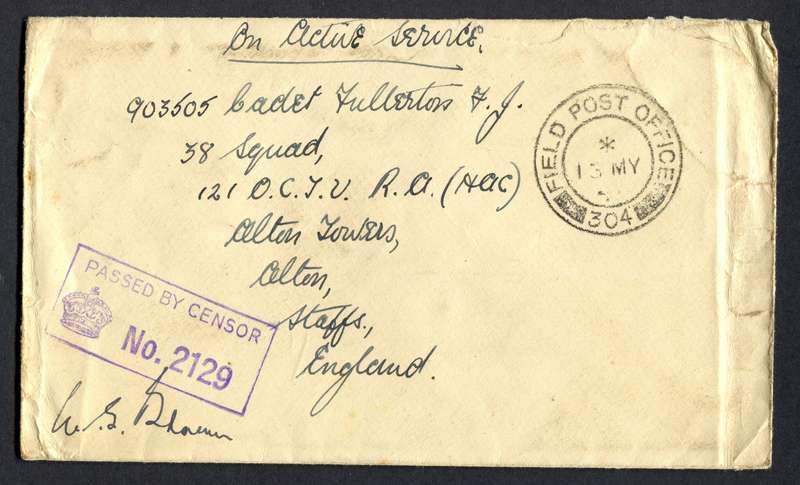 On Active Service.
903505 Cadet Fullerton F. J.
38 Squad,
121 O.C.T.U. R.A. (HAC)
Alton Towers,
Alton,
Staffs.,
England.
FIELD POST OFFICE
*
13 MY
304
PASSED BY CENSOR
No. 2129